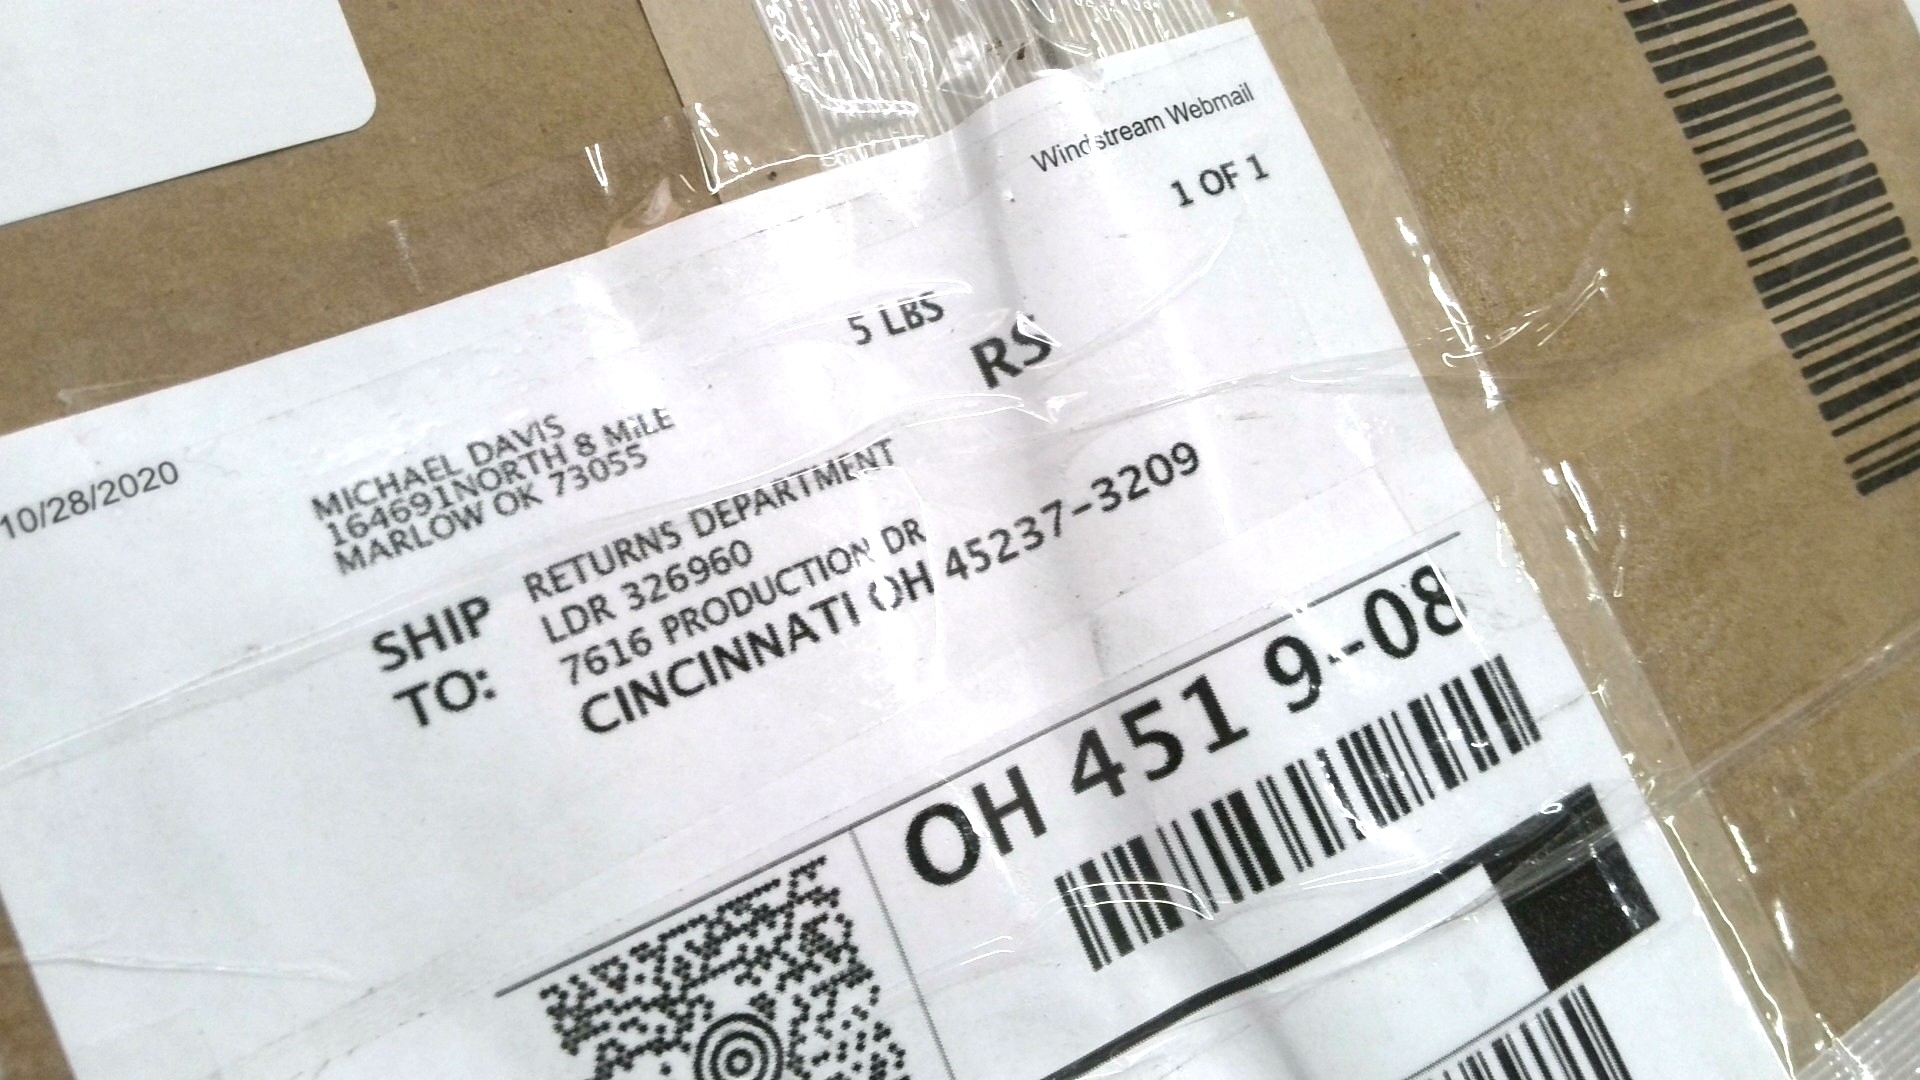 Windstream Webmail
1 OF 1
5 LBS
RS
10/28/2020
MICHAEL DAVIS
164691NORTH 8 MILE
MARLOW OK 73055
SHIP TO:
RETURNS DEPARTMENT
LDR 326960
7616 PRODUCTION DR
CINCINNATI OH 45237-3209
OH 451 9-08